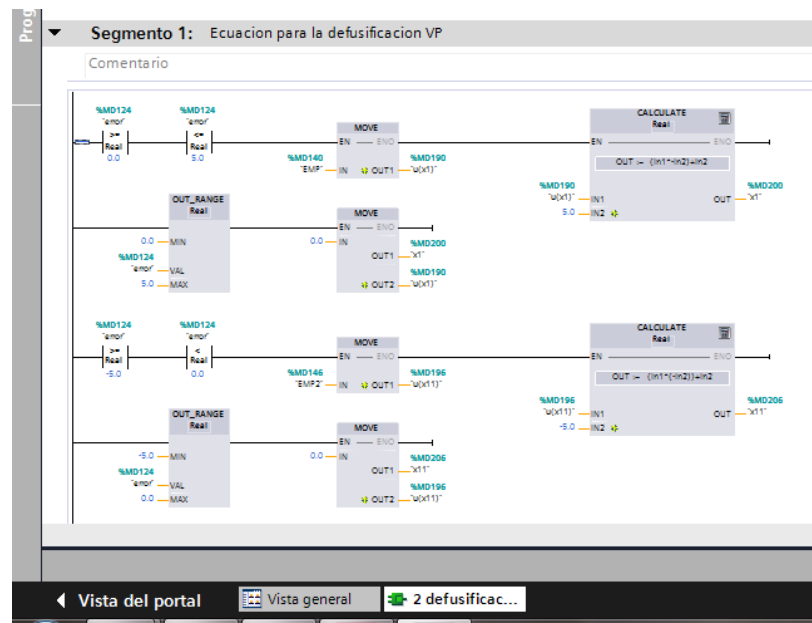 Prog
Segmento 1: Ecuacion para la defusificacion VP
Comentario
%MD124 %MD124
"error" "error"
>= <=
Real Real
0.0 5.0
MOVE
EN ENO
%MD140 %MD190
"EMP" IN OUT1 "u(x1)"
CALCULATE
Real
EN ENO
OUT := (In1*-In2)+In2
%MD190 %MD200
"u(x1)" IN1 OUT "x1"
5.0 IN2
OUT_RANGE
Real
0.0 MIN
%MD124
"error" VAL
5.0 MAX
MOVE
EN ENO
0.0 IN
%MD200
OUT1 "x1"
%MD190
OUT2 "u(x1)"
%MD124 %MD124
"error" "error"
>= <
Real Real
-5.0 0.0
MOVE
EN ENO
%MD146 %MD196
"EMP2" IN OUT1 "u(x11)"
CALCULATE
Real
EN ENO
OUT := (In1*(-In2))+In2
%MD196 %MD206
"u(x11)" IN1 OUT "x11"
-5.0 IN2
OUT_RANGE
Real
-5.0 MIN
%MD124
"error" VAL
0.0 MAX
MOVE
EN ENO
0.0 IN
%MD206
OUT1 "x11"
%MD196
OUT2 "u(x11)"
Vista del portal Vista general 2 defusificac...